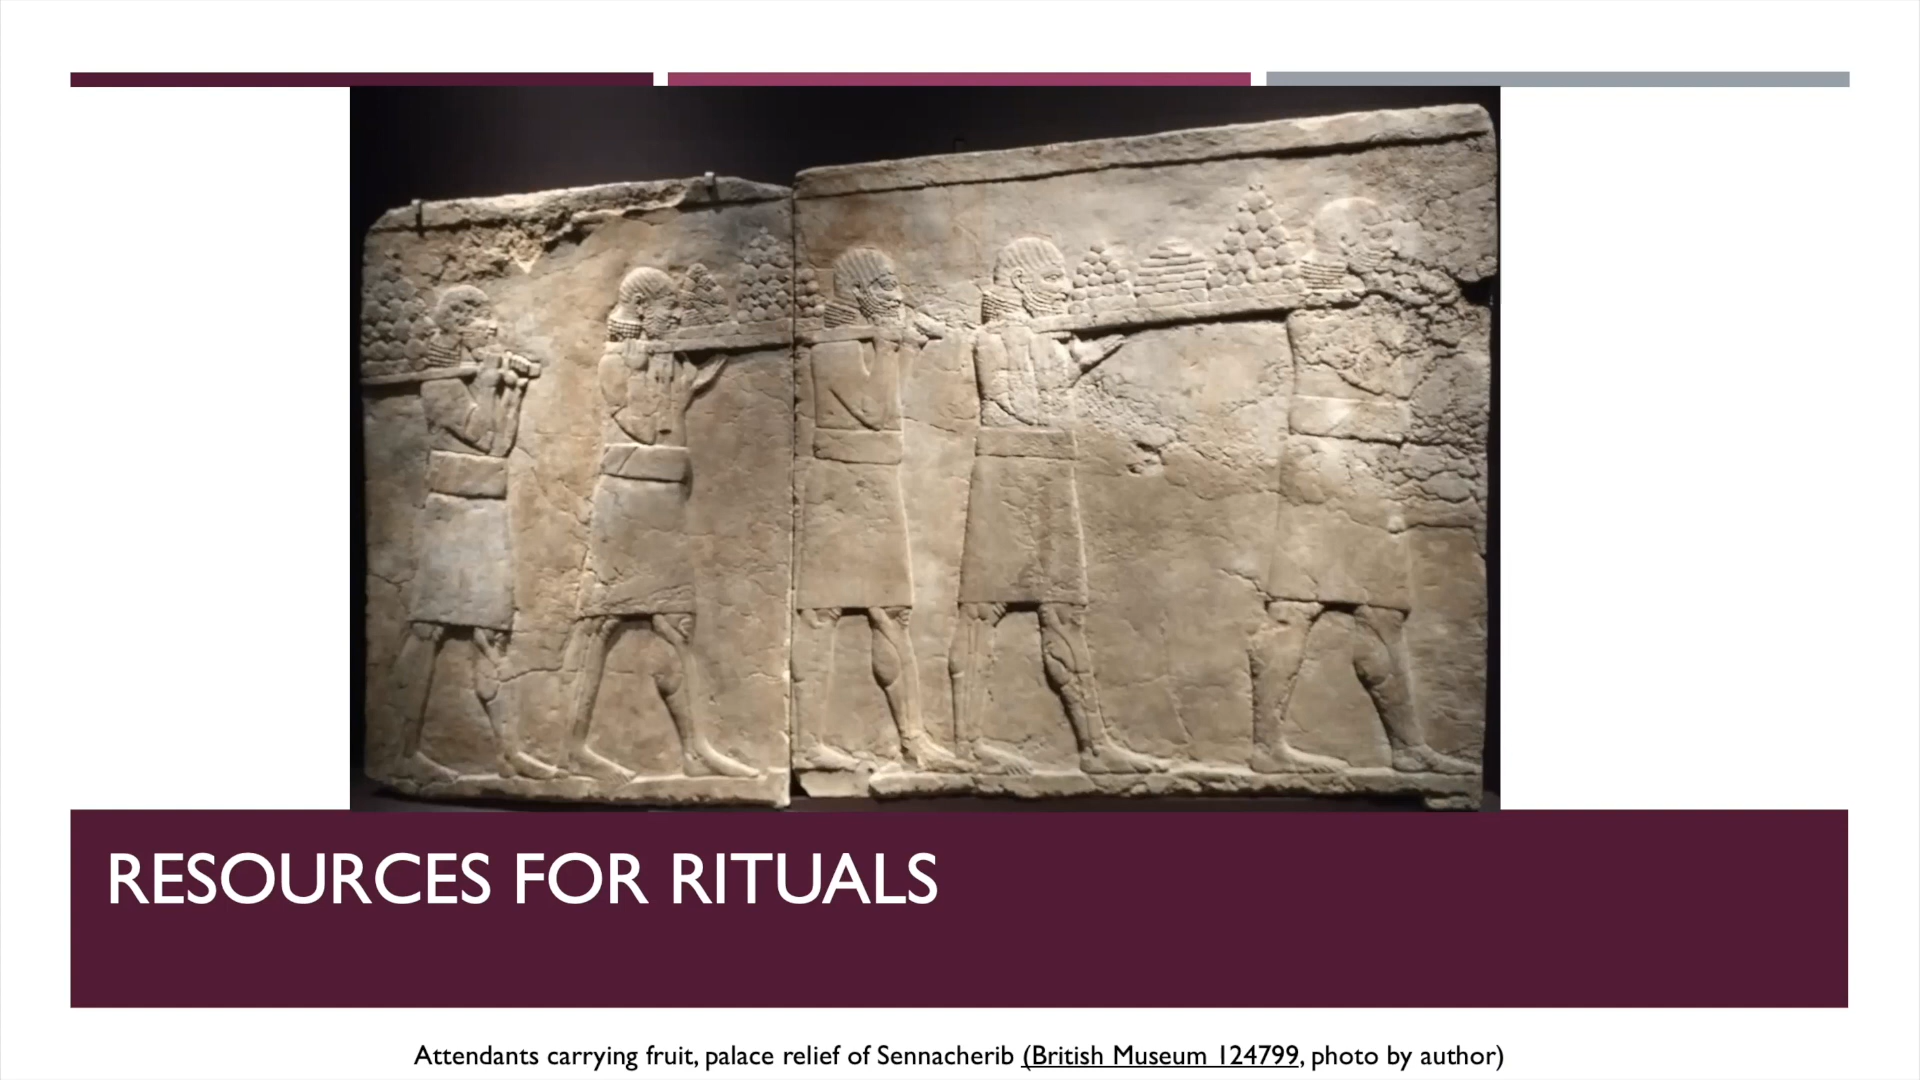 RESOURCES FOR RITUALS
Attendants carrying fruit, palace relief of Sennacherib (British Museum 124799, photo by author)